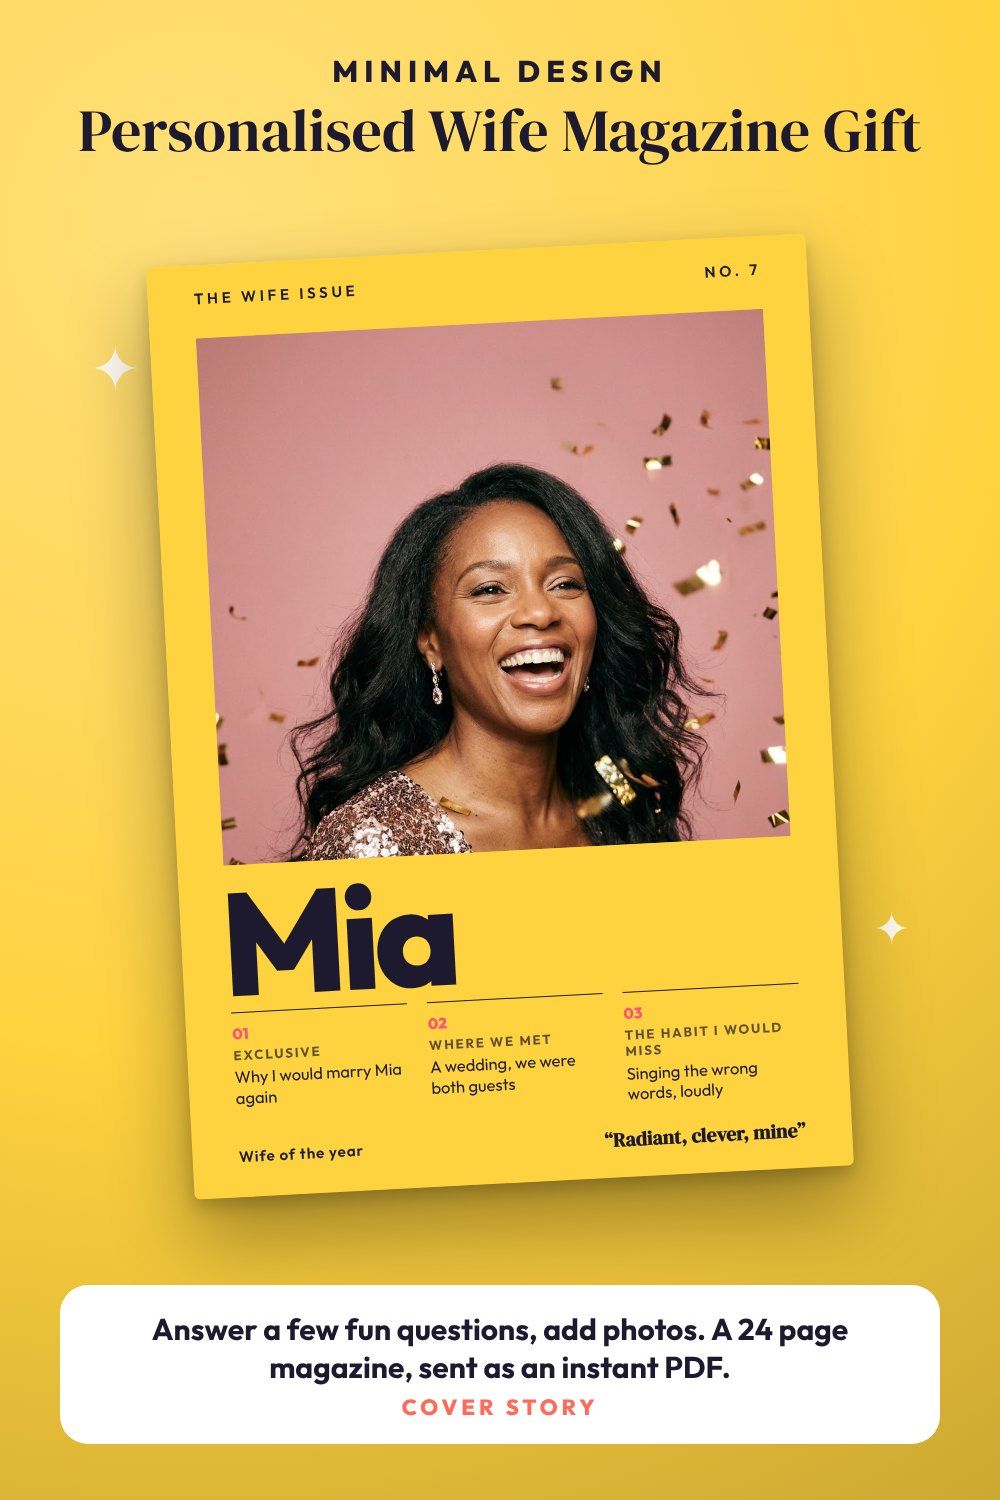 MINIMAL DESIGN
Personalised Wife Magazine Gift
THE WIFE ISSUE
NO. 7
Mia
01
EXCLUSIVE
Why I would marry Mia
again
02
WHERE WE MET
A wedding, we were
both guests
03
THE HABIT I WOULD
MISS
Singing the wrong
words, loudly
Wife of the year
“Radiant, clever, mine”
Answer a few fun questions, add photos. A 24 page
magazine, sent as an instant PDF.
COVER STORY